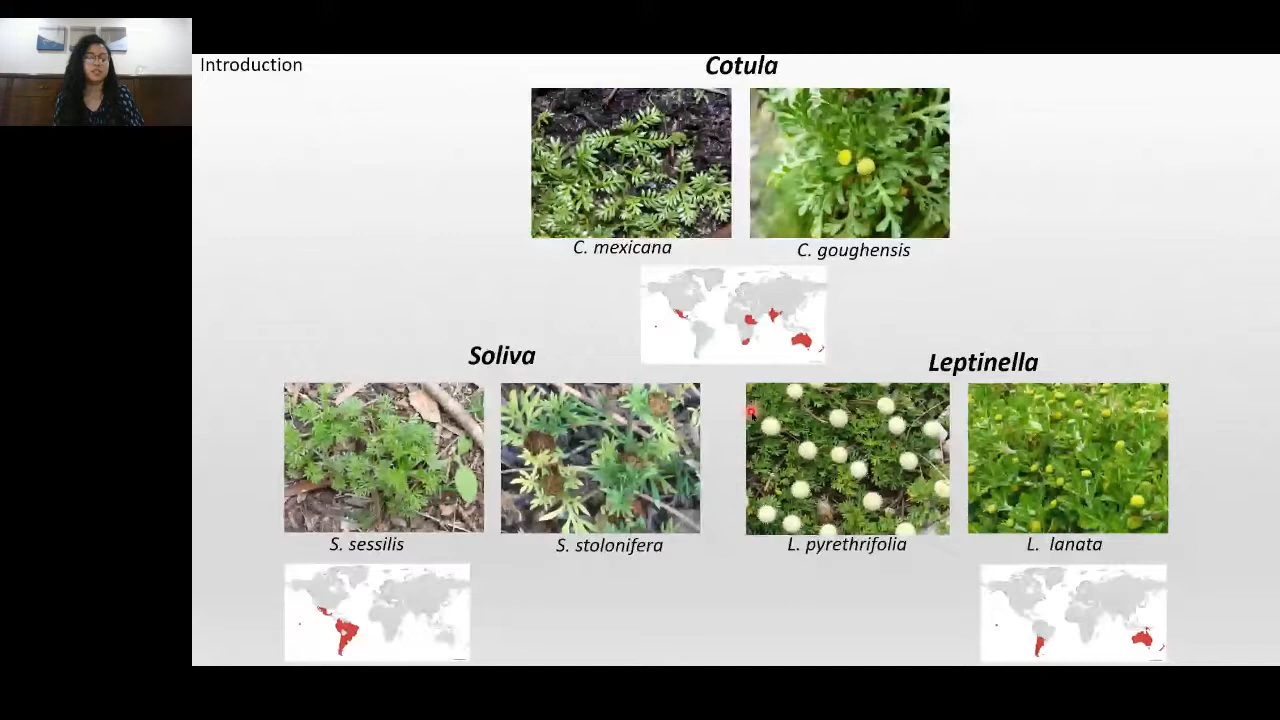 Introduction
Cotula
C. mexicana
C. goughensis
Soliva
Leptinella
S. sessilis
S. stolonifera
L. pyrethrifolia
L. lanata